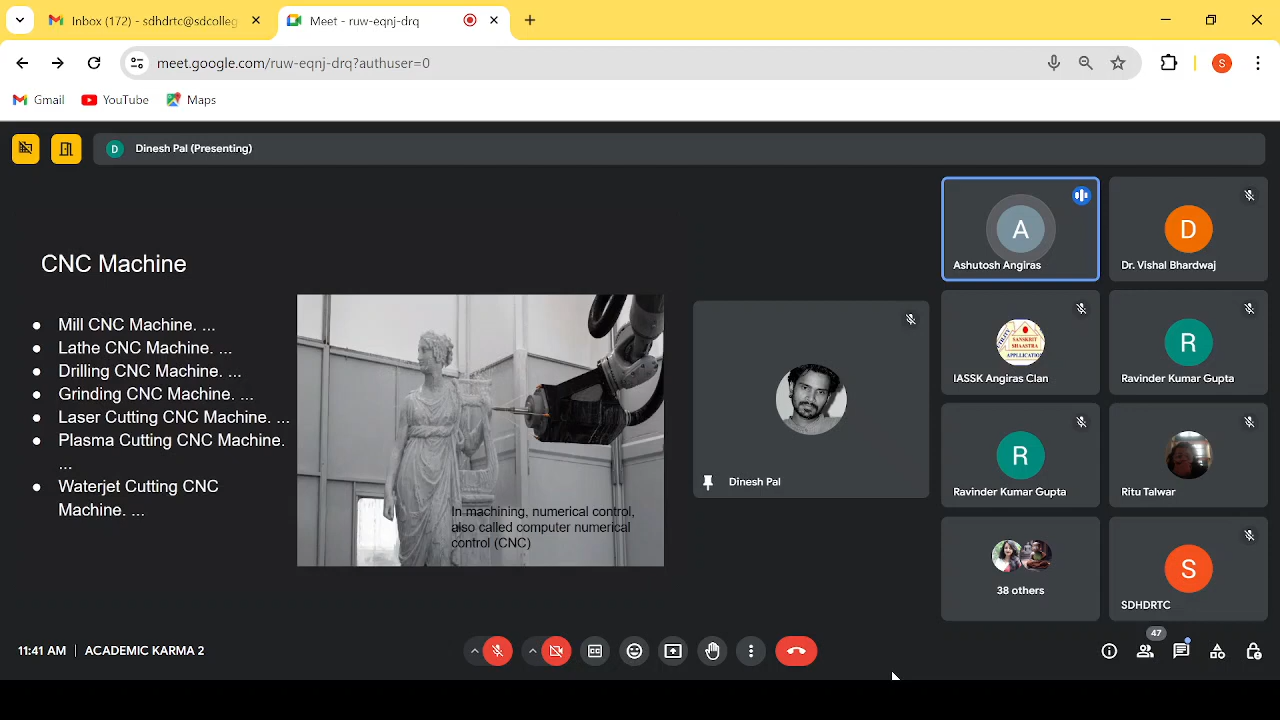 Inbox (172) - sdhdrtc@sdcolleg
Meet - ruw-eqnj-drq
meet.google.com/ruw-eqnj-drq?authuser=0
S
Gmail
YouTube
Maps
D
Dinesh Pal (Presenting)
CNC Machine
● Mill CNC Machine. ...
● Lathe CNC Machine. ...
● Drilling CNC Machine. ...
● Grinding CNC Machine. ...
● Laser Cutting CNC Machine. ...
● Plasma Cutting CNC Machine.
...
● Waterjet Cutting CNC
Machine. ...
In machining, numerical control,
also called computer numerical
control (CNC)
Dinesh Pal
A
Ashutosh Angiras
D
Dr. Vishal Bhardwaj
SANSKRIT
SHAASTRA
IASSK Angiras Clan
R
Ravinder Kumar Gupta
R
Ravinder Kumar Gupta
Ritu Talwar
38 others
S
SDHDRTC
11:41 AM | ACADEMIC KARMA 2
CC
47